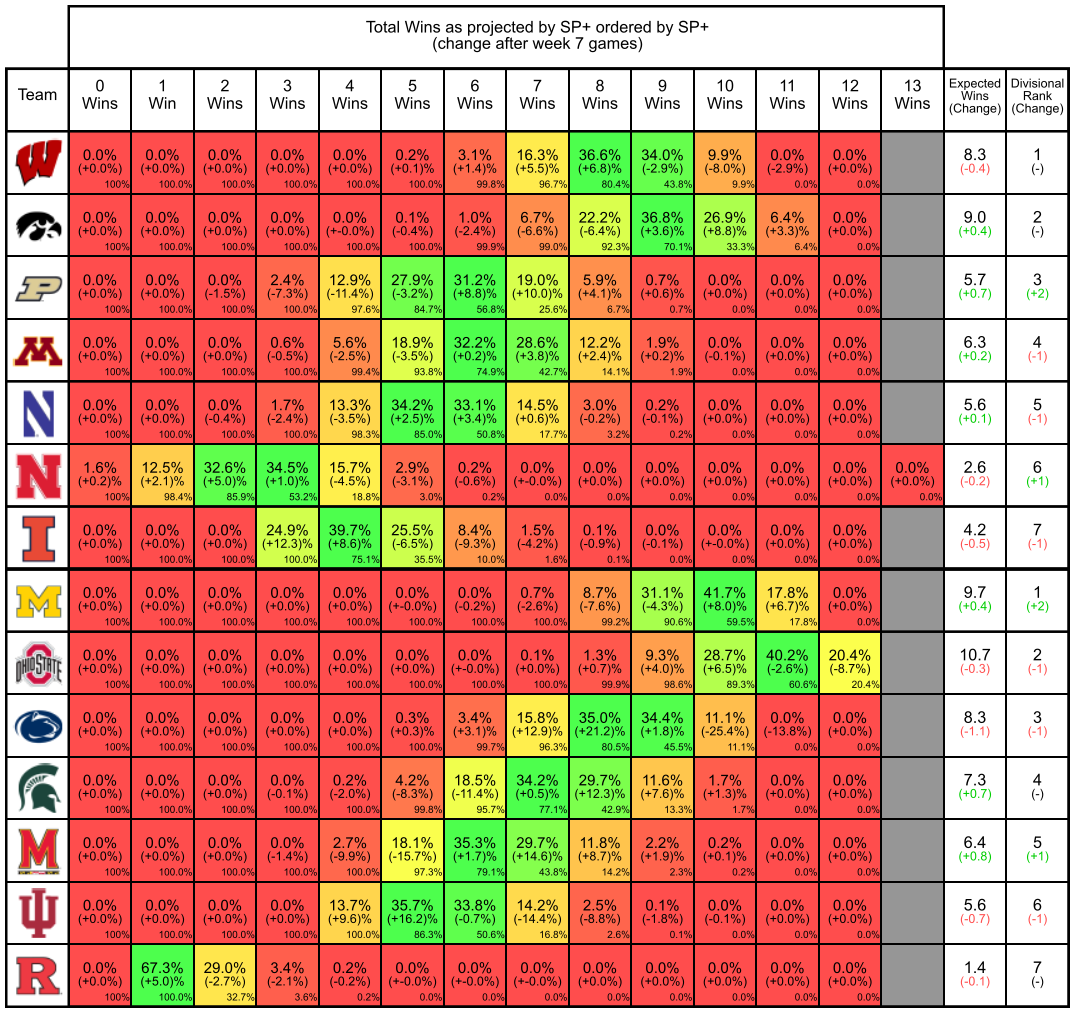 Total Wins as projected by SP+ ordered by SP+
(change after week 7 games)
Team
0 Wins
1 Win
2 Wins
3 Wins
4 Wins
5 Wins
6 Wins
7 Wins
8 Wins
9 Wins
10 Wins
11 Wins
12 Wins
13 Wins
Expected Wins (Change)
Divisional Rank (Change)
W
0.0% 0.0% 0.0% 0.0% 0.0% 0.2% 3.1% 16.3% 36.6% 34.0% 9.9% 0.0% 0.0% 8.3 1
(+0.0%) (+0.0%) (+0.0%) (+0.0%) (+0.0%) (+0.1%) (+1.4)% (+5.5)% (+6.8)% (-2.9)% (-8.0)% (-2.9%) (+0.0%) (-0.4) (-)
100% 100.0% 100.0% 100.0% 100.0% 100.0% 99.8% 96.7% 80.4% 43.8% 9.9% 0.0% 0.0%
0.0% 0.0% 0.0% 0.0% 0.0% 0.1% 1.0% 6.7% 22.2% 36.8% 26.9% 6.4% 0.0% 9.0 2
(+0.0%) (+0.0%) (+0.0%) (+0.0%) (+-0.0%) (-0.4%) (-2.4%) (-6.6%) (-6.4)% (+3.6)% (+8.8)% (+3.3)% (+0.0%) (+0.4) (-)
100% 100.0% 100.0% 100.0% 100.0% 100.0% 99.9% 99.0% 92.3% 70.1% 33.3% 6.4% 0.0%
P
0.0% 0.0% 0.0% 2.4% 12.9% 27.9% 31.2% 19.0% 5.9% 0.7% 0.0% 0.0% 0.0% 5.7 3
(+0.0%) (+0.0%) (-1.5%) (-7.3%) (-11.4%) (-3.2)% (+8.8)% (+10.0)% (+4.1)% (+0.6)% (+0.0%) (+0.0%) (+0.0%) (+0.7) (+2)
100% 100.0% 100.0% 100.0% 97.6% 84.7% 56.8% 25.6% 6.7% 0.7% 0.0% 0.0% 0.0%
M
0.0% 0.0% 0.0% 0.6% 5.6% 18.9% 32.2% 28.6% 12.2% 1.9% 0.0% 0.0% 0.0% 6.3 4
(+0.0%) (+0.0%) (+0.0%) (-0.5%) (-2.5%) (-3.5%) (+0.2)% (+3.8)% (+2.4)% (+0.2)% (-0.1%) (+0.0%) (+0.0%) (+0.2) (-1)
100% 100.0% 100.0% 100.0% 99.4% 93.8% 74.9% 42.7% 14.1% 1.9% 0.0% 0.0% 0.0%
N
0.0% 0.0% 0.0% 1.7% 13.3% 34.2% 33.1% 14.5% 3.0% 0.2% 0.0% 0.0% 0.0% 5.6 5
(+0.0%) (+0.0%) (-0.4%) (-2.4%) (-3.5%) (+2.5)% (+3.4)% (+0.6)% (-0.2)% (-0.1%) (+0.0%) (+0.0%) (+0.0%) (+0.1) (-1)
100% 100.0% 100.0% 100.0% 98.3% 85.0% 50.8% 17.7% 3.2% 0.2% 0.0% 0.0% 0.0%
N
1.6% 12.5% 32.6% 34.5% 15.7% 2.9% 0.2% 0.0% 0.0% 0.0% 0.0% 0.0% 0.0% 0.0% 2.6 6
(+0.2)% (+2.1)% (+5.0)% (+1.0)% (-4.5)% (-3.1%) (-0.6%) (+-0.0%) (+0.0%) (+0.0%) (+0.0%) (+0.0%) (+0.0%) (+0.0%) (-0.2) (+1)
100% 98.4% 85.9% 53.2% 18.8% 3.0% 0.2% 0.0% 0.0% 0.0% 0.0% 0.0% 0.0% 0.0%
I
0.0% 0.0% 0.0% 24.9% 39.7% 25.5% 8.4% 1.5% 0.1% 0.0% 0.0% 0.0% 0.0% 4.2 7
(+0.0%) (+0.0%) (+0.0%) (+12.3)% (+8.6)% (-6.5)% (-9.3)% (-4.2%) (-0.9%) (-0.1%) (+-0.0%) (+0.0%) (+0.0%) (-0.5) (-1)
100% 100.0% 100.0% 100.0% 75.1% 35.5% 10.0% 1.6% 0.1% 0.0% 0.0% 0.0% 0.0%
M
0.0% 0.0% 0.0% 0.0% 0.0% 0.0% 0.0% 0.7% 8.7% 31.1% 41.7% 17.8% 0.0% 9.7 1
(+0.0%) (+0.0%) (+0.0%) (+0.0%) (+0.0%) (+-0.0%) (-0.2%) (-2.6%) (-7.6%) (-4.3)% (+8.0)% (+6.7)% (+0.0%) (+0.4) (+2)
100% 100.0% 100.0% 100.0% 100.0% 100.0% 100.0% 100.0% 99.2% 90.6% 59.5% 17.8% 0.0%
OHIO STATE
0.0% 0.0% 0.0% 0.0% 0.0% 0.0% 0.0% 0.1% 1.3% 9.3% 28.7% 40.2% 20.4% 10.7 2
(+0.0%) (+0.0%) (+0.0%) (+0.0%) (+0.0%) (+0.0%) (+-0.0%) (+0.0%) (+0.7)% (+4.0)% (+6.5)% (-2.6)% (-8.7)% (-0.3) (-1)
100% 100.0% 100.0% 100.0% 100.0% 100.0% 100.0% 100.0% 99.9% 98.6% 89.3% 60.6% 20.4%
0.0% 0.0% 0.0% 0.0% 0.0% 0.3% 3.4% 15.8% 35.0% 34.4% 11.1% 0.0% 0.0% 8.3 3
(+0.0%) (+0.0%) (+0.0%) (+0.0%) (+0.0%) (+0.3)% (+3.1)% (+12.9)% (+21.2)% (+1.8)% (-25.4)% (-13.8%) (+0.0%) (-1.1) (-1)
100% 100.0% 100.0% 100.0% 100.0% 100.0% 99.7% 96.3% 80.5% 45.5% 11.1% 0.0% 0.0%
0.0% 0.0% 0.0% 0.0% 0.2% 4.2% 18.5% 34.2% 29.7% 11.6% 1.7% 0.0% 0.0% 7.3 4
(+0.0%) (+0.0%) (+0.0%) (-0.1%) (-2.0%) (-8.3%) (-11.4)% (+0.5)% (+12.3)% (+7.6)% (+1.3)% (+0.0%) (+0.0%) (+0.7) (-)
100% 100.0% 100.0% 100.0% 100.0% 99.8% 95.7% 77.1% 42.9% 13.3% 1.7% 0.0% 0.0%
M
0.0% 0.0% 0.0% 0.0% 2.7% 18.1% 35.3% 29.7% 11.8% 2.2% 0.2% 0.0% 0.0% 6.4 5
(+0.0%) (+0.0%) (+0.0%) (-1.4%) (-9.9%) (-15.7%) (+1.7)% (+14.6)% (+8.7)% (+1.9)% (+0.1)% (+0.0%) (+0.0%) (+0.8) (+1)
100% 100.0% 100.0% 100.0% 100.0% 97.3% 79.1% 43.8% 14.2% 2.3% 0.2% 0.0% 0.0%
IU
0.0% 0.0% 0.0% 0.0% 13.7% 35.7% 33.8% 14.2% 2.5% 0.1% 0.0% 0.0% 0.0% 5.6 6
(+0.0%) (+0.0%) (+0.0%) (+0.0%) (+9.6)% (+16.2)% (-0.7)% (-14.4)% (-8.8)% (-1.8%) (-0.1%) (+0.0%) (+0.0%) (-0.7) (-1)
100% 100.0% 100.0% 100.0% 100.0% 86.3% 50.6% 16.8% 2.6% 0.1% 0.0% 0.0% 0.0%
R
0.0% 67.3% 29.0% 3.4% 0.2% 0.0% 0.0% 0.0% 0.0% 0.0% 0.0% 0.0% 0.0% 1.4 7
(+0.0%) (+5.0)% (-2.7)% (-2.1)% (-0.2%) (+-0.0%) (+-0.0%) (+-0.0%) (+0.0%) (+0.0%) (+0.0%) (+0.0%) (+0.0%) (-0.1) (-)
100% 100.0% 32.7% 3.6% 0.2% 0.0% 0.0% 0.0% 0.0% 0.0% 0.0% 0.0% 0.0%